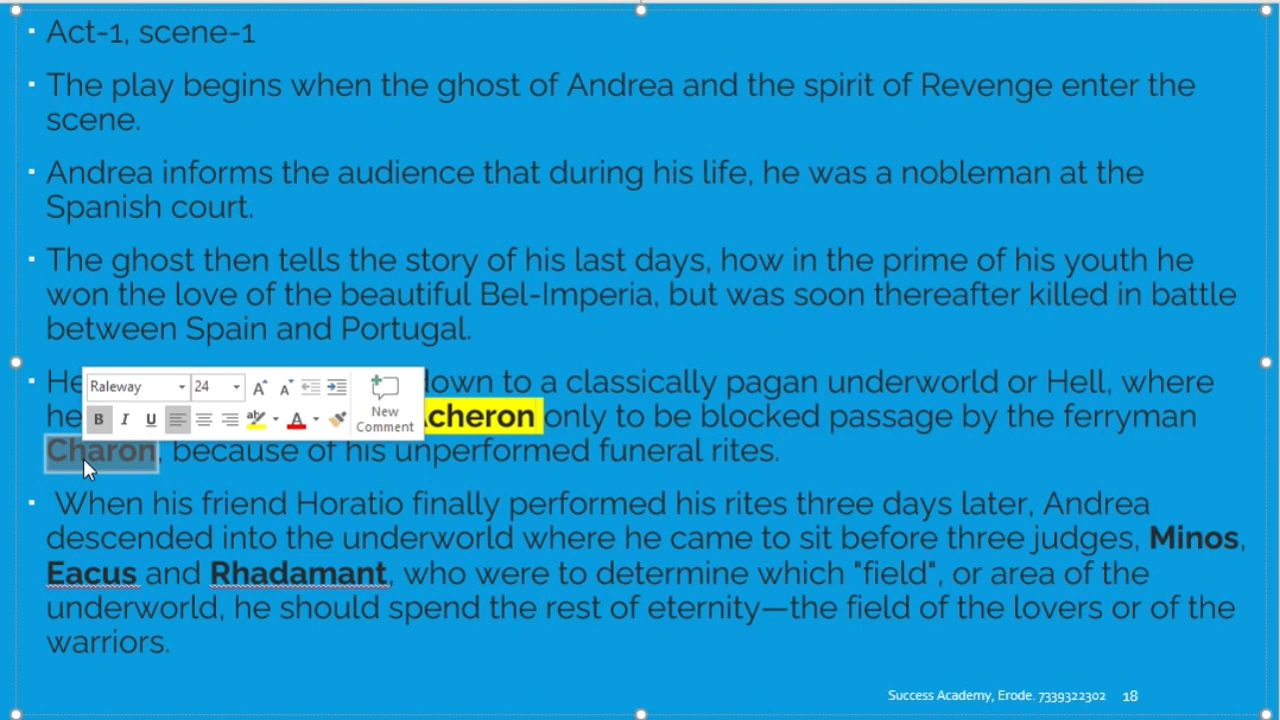 Act-1, scene-1
The play begins when the ghost of Andrea and the spirit of Revenge enter the
scene.
Andrea informs the audience that during his life, he was a nobleman at the
Spanish court.
The ghost then tells the story of his last days, how in the prime of his youth he
won the love of the beautiful Bel-Imperia, but was soon thereafter killed in battle
between Spain and Portugal.
He down to a classically pagan underworld or Hell, where
Raleway 24
he cheron only to be blocked passage by the ferryman
B I U ab A New
Comment
Charon, because of his unperformed funeral rites.
When his friend Horatio finally performed his rites three days later, Andrea
descended into the underworld where he came to sit before three judges, Minos,
Eacus and Rhadamant, who were to determine which "field", or area of the
underworld, he should spend the rest of eternity—the field of the lovers or of the
warriors.
Success Academy, Erode. 7339322302 18